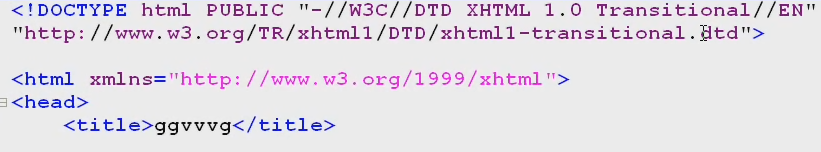 <!DOCTYPE html PUBLIC "-//W3C//DTD XHTML 1.0 Transitional//EN"
"http://www.w3.org/TR/xhtml1/DTD/xhtml1-transitional.dtd">
<html xmlns="http://www.w3.org/1999/xhtml">
<head>
<title>ggvvvg</title>